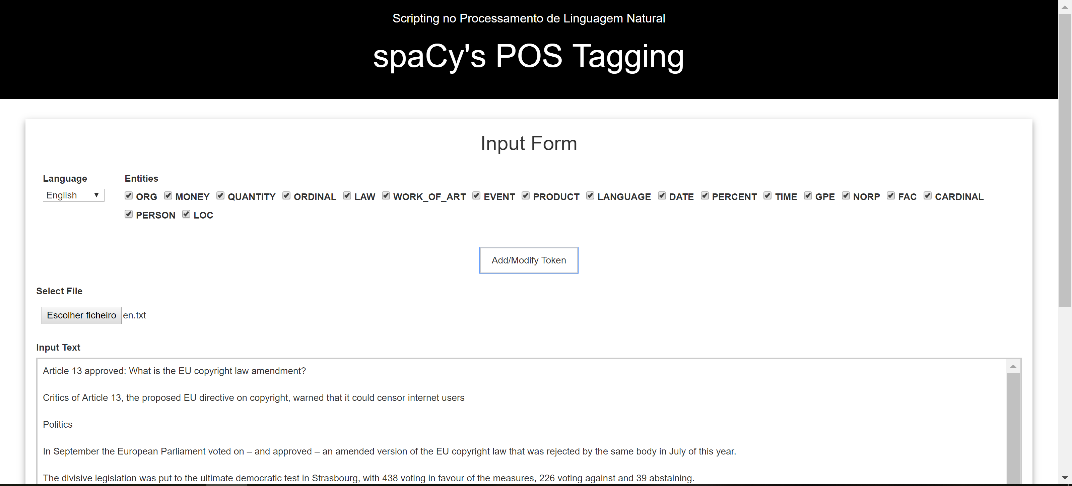 Scripting no Processamento de Linguagem Natural
spaCy's POS Tagging
Input Form
Language
Entities
English
ORG MONEY QUANTITY ORDINAL LAW WORK_OF_ART EVENT PRODUCT LANGUAGE DATE PERCENT TIME GPE NORP FAC CARDINAL
PERSON LOC
Add/Modify Token
Select File
Escolher ficheiro en.txt
Input Text
Article 13 approved: What is the EU copyright law amendment?
Critics of Article 13, the proposed EU directive on copyright, warned that it could censor internet users
Politics
In September the European Parliament voted on – and approved – an amended version of the EU copyright law that was rejected by the same body in July of this year.
The divisive legislation was put to the ultimate democratic test in Strasbourg, with 438 voting in favour of the measures, 226 voting against and 39 abstaining.